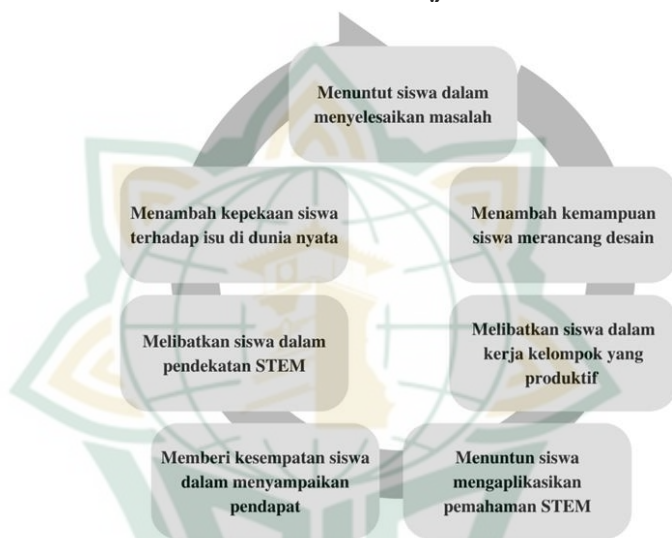 Menuntut siswa dalam
menyelesaikan masalah
Menambah kemampuan
siswa merancang desain
Melibatkan siswa dalam
kerja kelompok yang
produktif
Menuntun siswa
mengaplikasikan
pemahaman STEM
Memberi kesempatan siswa
dalam menyampaikan
pendapat
Melibatkan siswa dalam
pendekatan STEM
Menambah kepekaan siswa
terhadap isu di dunia nyata